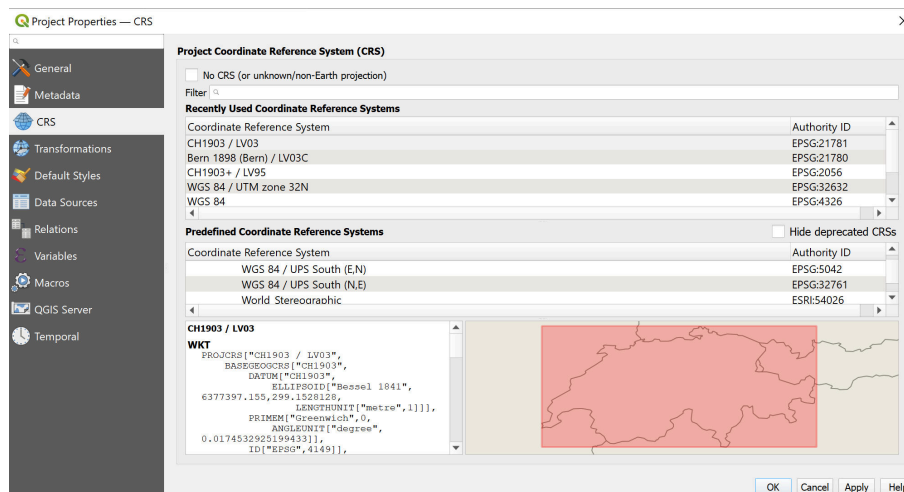 Project Properties — CRS
General
Metadata
CRS
Transformations
Default Styles
Data Sources
Relations
Variables
Macros
QGIS Server
Temporal
Project Coordinate Reference System (CRS)
No CRS (or unknown/non-Earth projection)
Filter
Recently Used Coordinate Reference Systems
Coordinate Reference System Authority ID
CH1903 / LV03 EPSG:21781
Bern 1898 (Bern) / LV03C EPSG:21780
CH1903+ / LV95 EPSG:2056
WGS 84 / UTM zone 32N EPSG:32632
WGS 84 EPSG:4326
Predefined Coordinate Reference Systems Hide deprecated CRSs
Coordinate Reference System Authority ID
WGS 84 / UPS South (E,N) EPSG:5042
WGS 84 / UPS South (N,E) EPSG:32761
World Stereographic ESRI:54026
CH1903 / LV03
WKT
PROJCRS["CH1903 / LV03",
BASEGEOGCRS["CH1903",
DATUM["CH1903",
ELLIPSOID["Bessel 1841",
6377397.155,299.1528128,
LENGTHUNIT["metre",1]]],
PRIMEM["Greenwich",0,
ANGLEUNIT["degree",
0.0174532925199433]],
ID["EPSG",4149]],
OK Cancel Apply Help